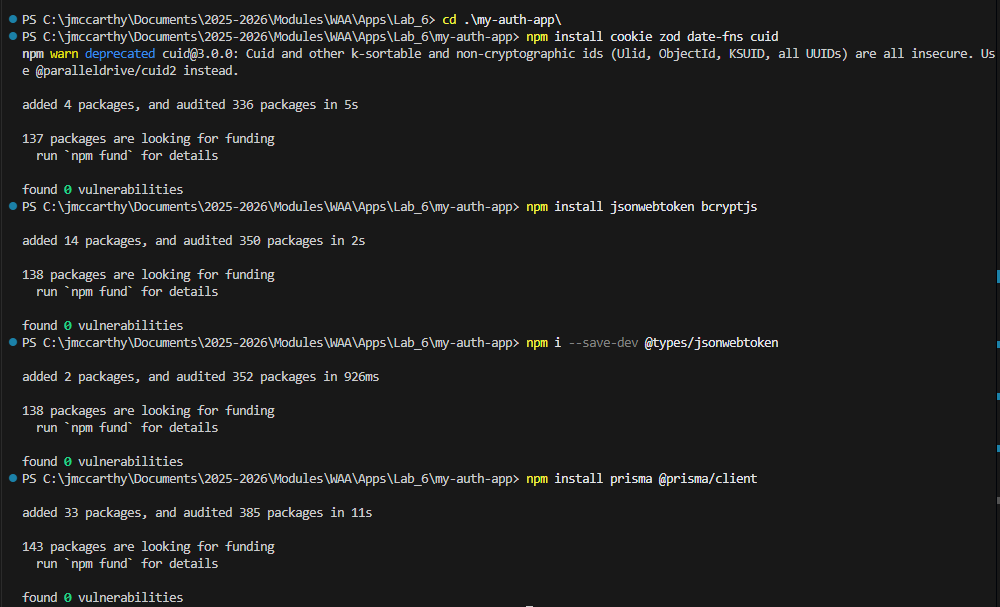 PS C:\jmccarthy\Documents\2025-2026\Modules\WAA\Apps\Lab_6> cd .\my-auth-app\
PS C:\jmccarthy\Documents\2025-2026\Modules\WAA\Apps\Lab_6\my-auth-app> npm install cookie zod date-fns cuid
npm warn deprecated cuid@3.0.0: Cuid and other k-sortable and non-cryptographic ids (Ulid, ObjectId, KSUID, all UUIDs) are all insecure. Us
e @paralleldrive/cuid2 instead.
added 4 packages, and audited 336 packages in 5s
137 packages are looking for funding
run `npm fund` for details
found 0 vulnerabilities
PS C:\jmccarthy\Documents\2025-2026\Modules\WAA\Apps\Lab_6\my-auth-app> npm install jsonwebtoken bcryptjs
added 14 packages, and audited 350 packages in 2s
138 packages are looking for funding
run `npm fund` for details
found 0 vulnerabilities
PS C:\jmccarthy\Documents\2025-2026\Modules\WAA\Apps\Lab_6\my-auth-app> npm i --save-dev @types/jsonwebtoken
added 2 packages, and audited 352 packages in 926ms
138 packages are looking for funding
run `npm fund` for details
found 0 vulnerabilities
PS C:\jmccarthy\Documents\2025-2026\Modules\WAA\Apps\Lab_6\my-auth-app> npm install prisma @prisma/client
added 33 packages, and audited 385 packages in 11s
143 packages are looking for funding
run `npm fund` for details
found 0 vulnerabilities